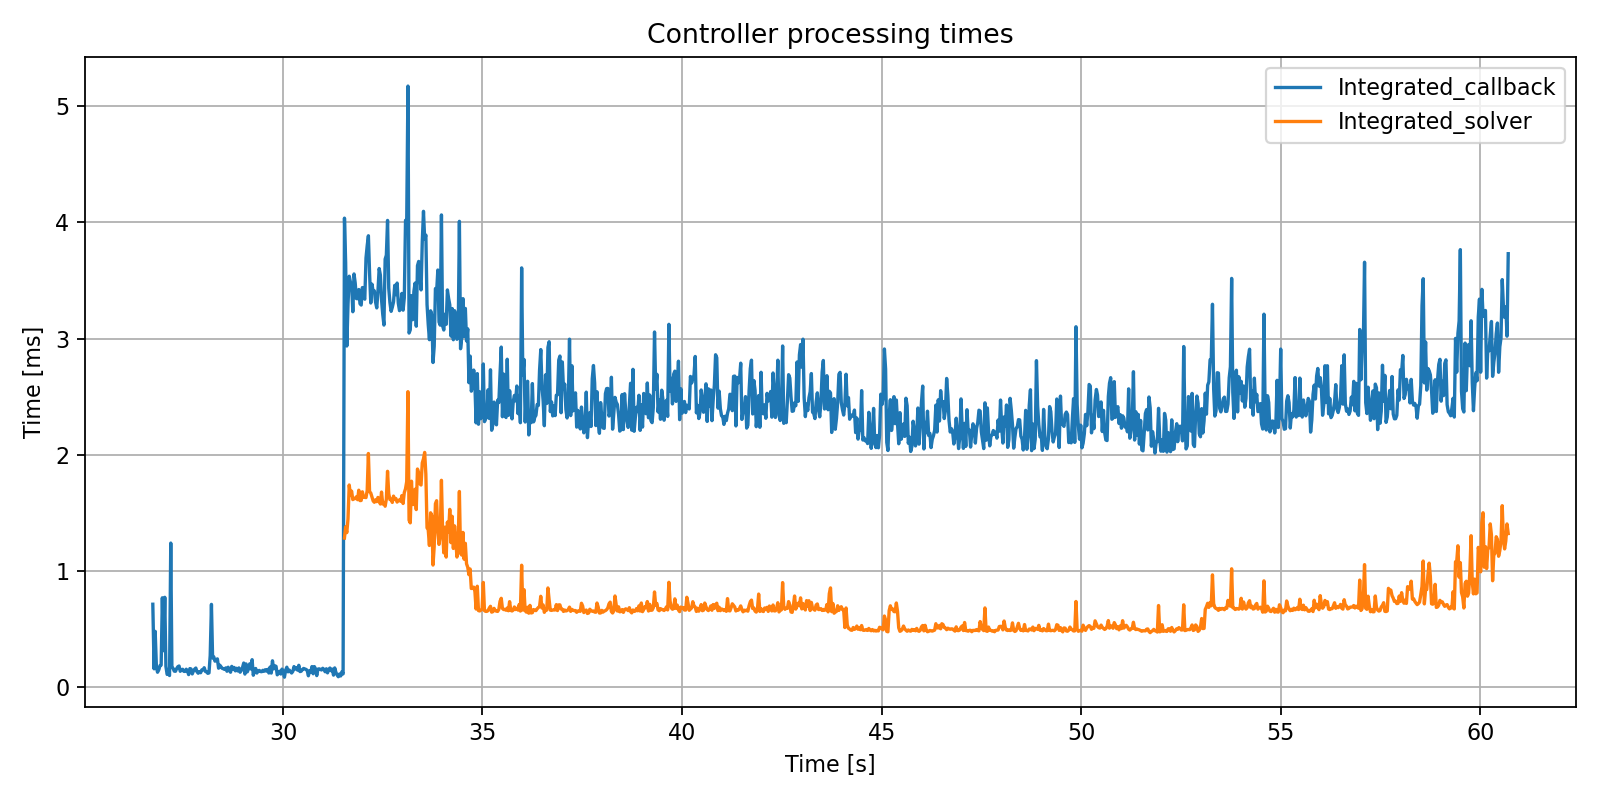 Controller processing times
Integrated_callback
Integrated_solver
Time [ms]
5
4
3
2
1
0
30
35
40
45
50
55
60
Time [s]